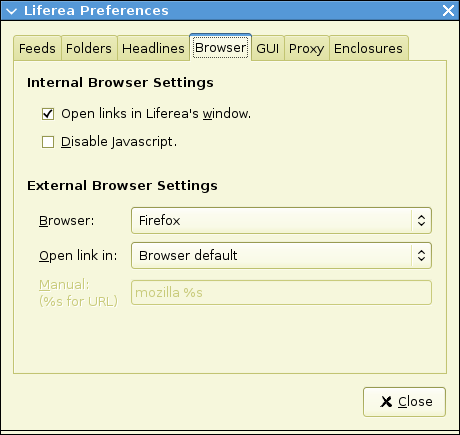 Liferea Preferences
Feeds Folders Headlines Browser GUI Proxy Enclosures
Internal Browser Settings
Open links in Liferea's window.
Disable Javascript.
External Browser Settings
Browser: Firefox
Open link in: Browser default
Manual:
(%s for URL) mozilla %s
Close